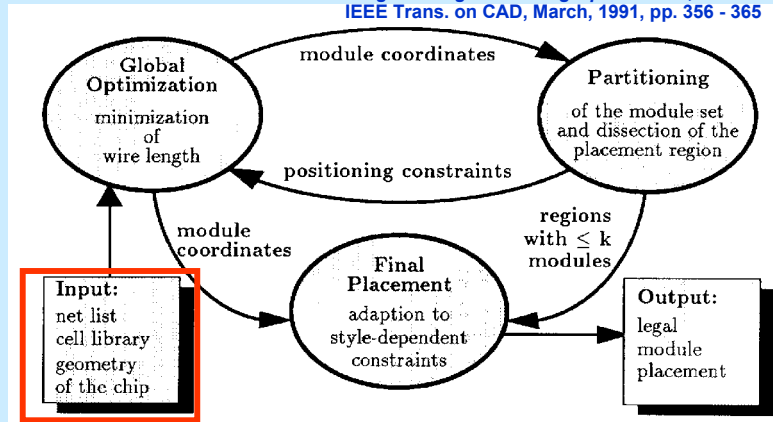 IEEE Trans. on CAD, March, 1991, pp. 356 - 365
module coordinates
Global
Optimization
minimization
of
wire length
Partitioning
of the module set
and dissection of the
placement region
positioning constraints
module
coordinates
regions
with ≤ k
modules
Final
Placement
adaption to
style-dependent
constraints
Input:
net list
cell library
geometry
of the chip
Output:
legal
module
placement